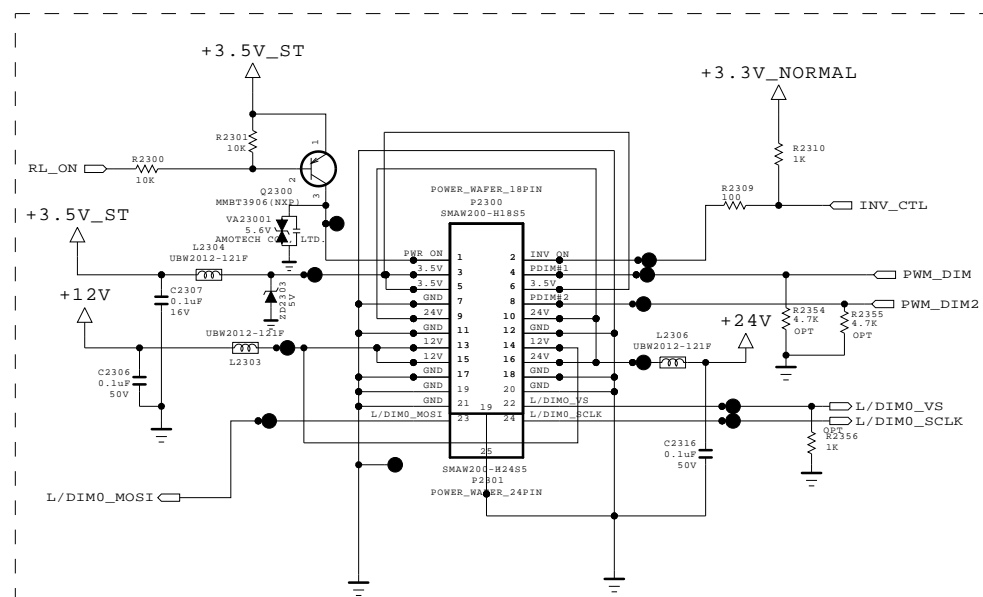 +3.5V_ST
+3.3V_NORMAL
R2301
10K
1
R2310
1K
RL_ON
R2300
10K
2
3
Q2300
MMBT3906(NXP)
POWER_WAFER_18PIN
P2300
SMAW200-H18S5
R2309
100
INV_CTL
+3.5V_ST
VA23001
5.6V
AMOTECH CO., LTD.
L2304
UBW2012-121F
PWR ON 1 2 INV_ON
3.5V 3 4 PDIM#1
3.5V 5 6 3.5V
GND 7 8 PDIM#2
24V 9 10 24V
GND 11 12 GND
12V 13 14 12V
12V 15 16 24V
GND 17 18 GND
GND 19 20 GND
GND 21 19 22 L/DIMO_VS
L/DIM0_MOSI 23 24 L/DIM0_SCLK
25
SMAW200-H24S5
P2301
POWER_WAFER_24PIN
PWM_DIM
PWM_DIM2
+12V
C2307
0.1uF
16V
ZD2303
5V
UBW2012-121F
L2303
+24V
L2306
UBW2012-121F
R2354
4.7K
OPT
R2355
4.7K
OPT
C2306
0.1uF
50V
L/DIM0_VS
L/DIM0_SCLK
OPT
R2356
1K
C2316
0.1uF
50V
L/DIM0_MOSI